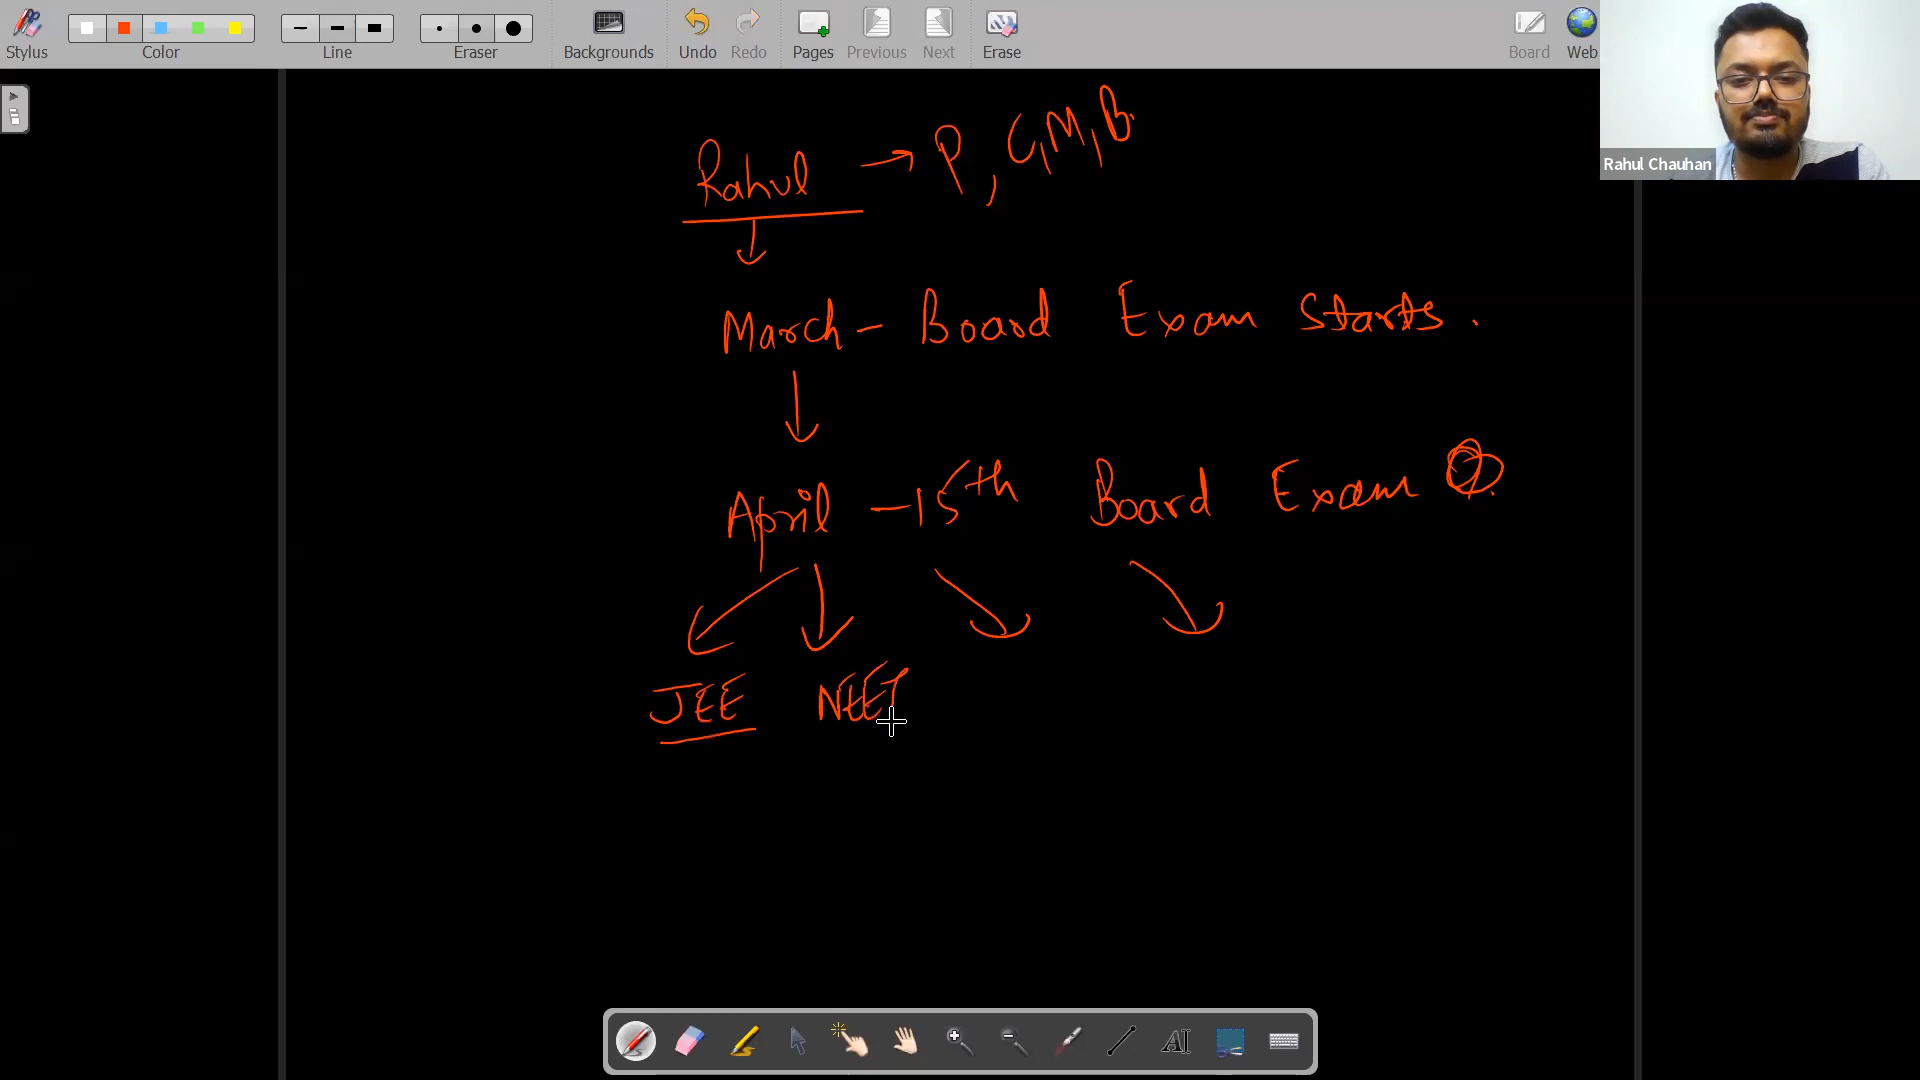 Stylus Color Line Eraser Backgrounds Undo Redo Pages Previous Next Erase Board Web
Rahul Chauhan
Rahul → P, C, M, B.
March - Board Exam Starts.
April - 15th Board Exam
JEE NEET